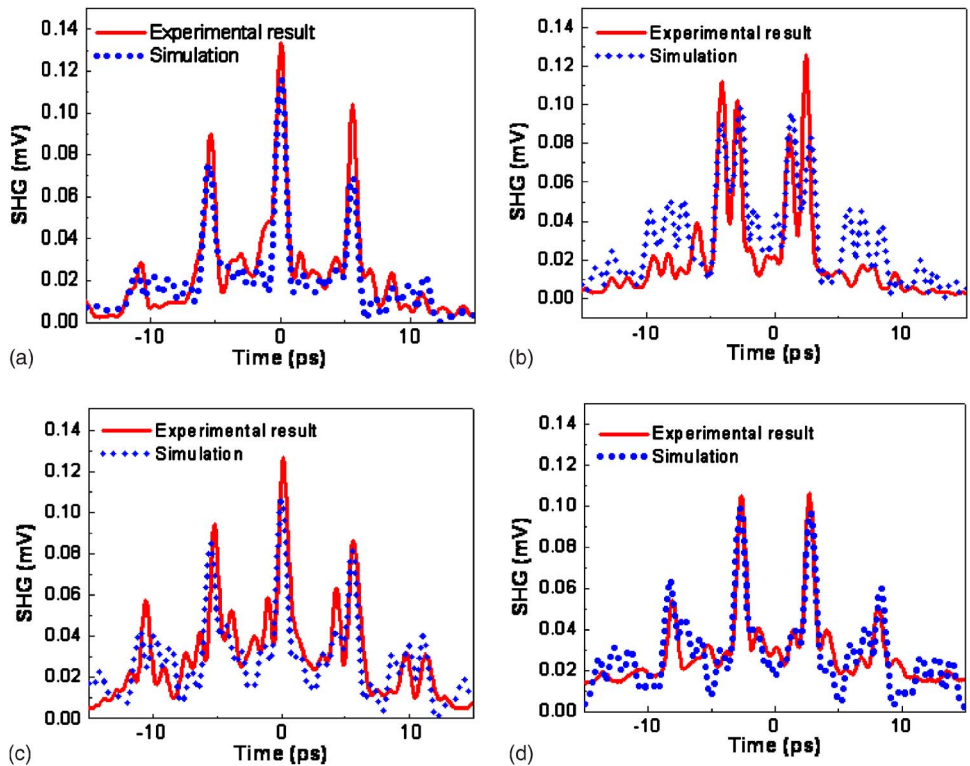 0.14
0.12
0.10
0.08
0.06
0.04
0.02
0.00
SHG (mV)
Experimental result
Simulation
-10
0
10
Time (ps)
(a)
0.14
0.12
0.10
0.08
0.06
0.04
0.02
0.00
SHG (mV)
Experimental result
Simulation
-10
0
10
Time (ps)
(b)
0.14
0.12
0.10
0.08
0.06
0.04
0.02
0.00
SHG (mV)
Experimental result
Simulation
-10
0
10
Time (ps)
(c)
0.14
0.12
0.10
0.08
0.06
0.04
0.02
0.00
SHG (mV)
Experimental result
Simulation
-10
0
10
Time (ps)
(d)